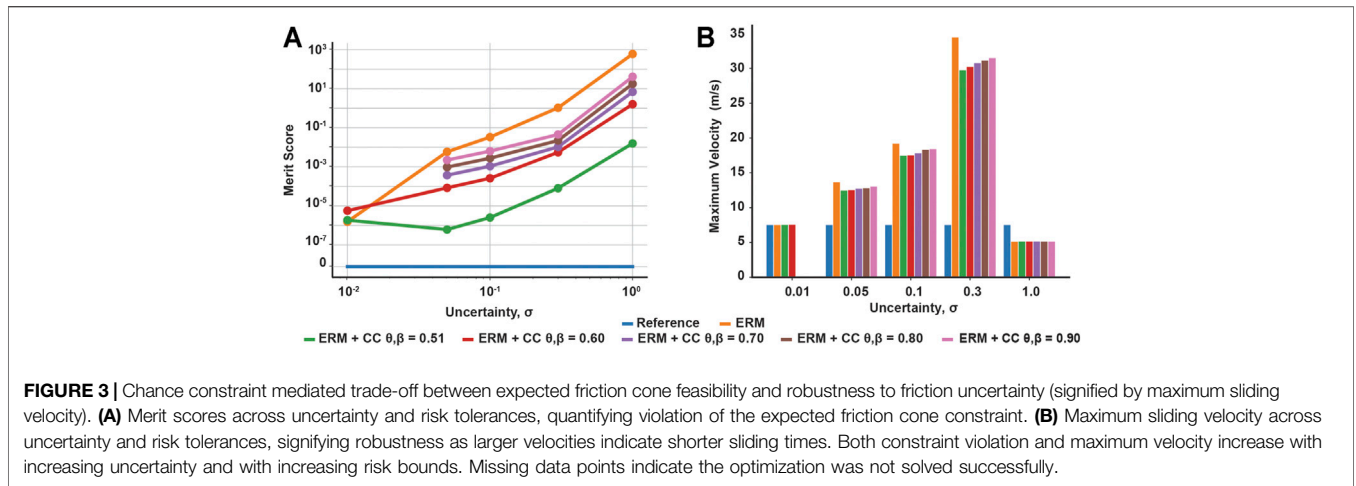 A
B
10^3
10^1
10^-1
10^-3
10^-5
10^-7
0
Merit Score
10^-2
10^-1
10^0
Uncertainty, σ
35
30
25
20
15
10
5
0
Maximum Velocity (m/s)
0.01 0.05 0.1 0.3 1.0
Uncertainty, σ
Reference ERM
ERM + CC θ,β = 0.51 ERM + CC θ,β = 0.60 ERM + CC θ,β = 0.70 ERM + CC θ,β = 0.80 ERM + CC θ,β = 0.90
FIGURE 3 | Chance constraint mediated trade-off between expected friction cone feasibility and robustness to friction uncertainty (signified by maximum sliding
velocity). (A) Merit scores across uncertainty and risk tolerances, quantifying violation of the expected friction cone constraint. (B) Maximum sliding velocity across
uncertainty and risk tolerances, signifying robustness as larger velocities indicate shorter sliding times. Both constraint violation and maximum velocity increase with
increasing uncertainty and with increasing risk bounds. Missing data points indicate the optimization was not solved successfully.